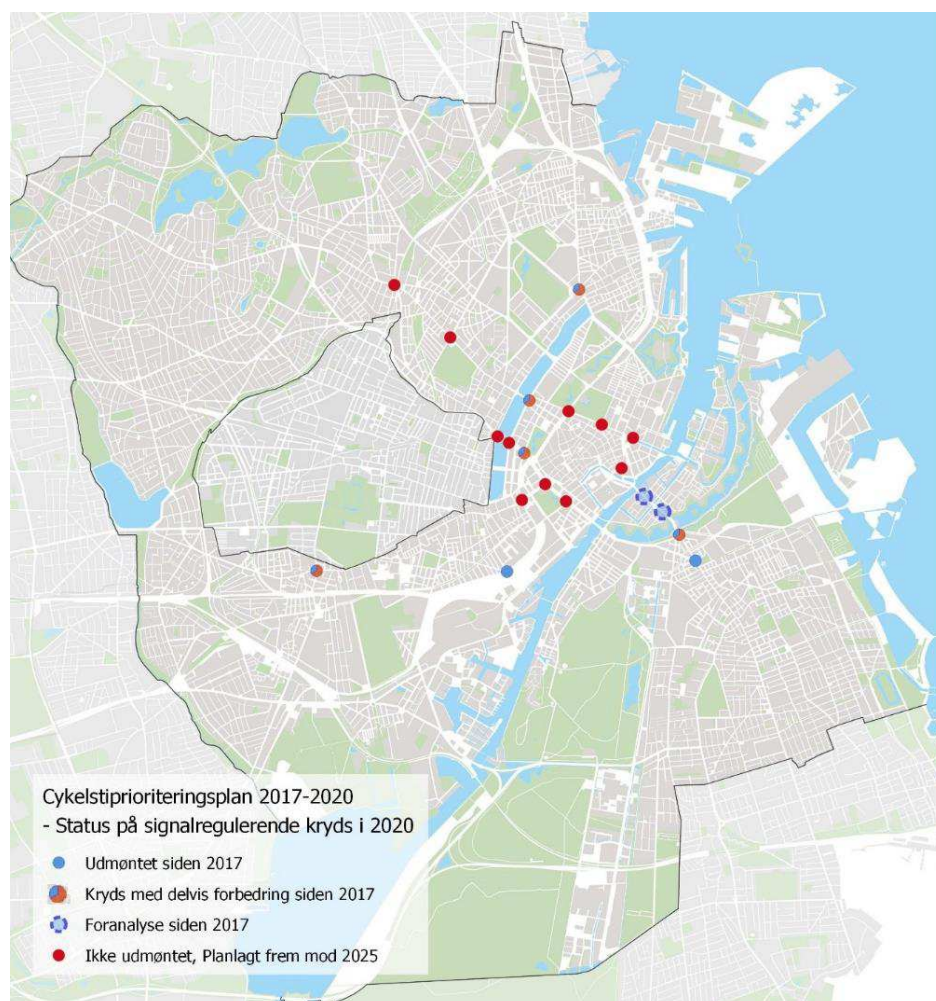 Cykelstiprioriteringsplan 2017-2020
- Status på signalregulerende kryds i 2020
Udmøntet siden 2017
Kryds med delvis forbedring siden 2017
Foranalyse siden 2017
Ikke udmøntet, Planlagt frem mod 2025